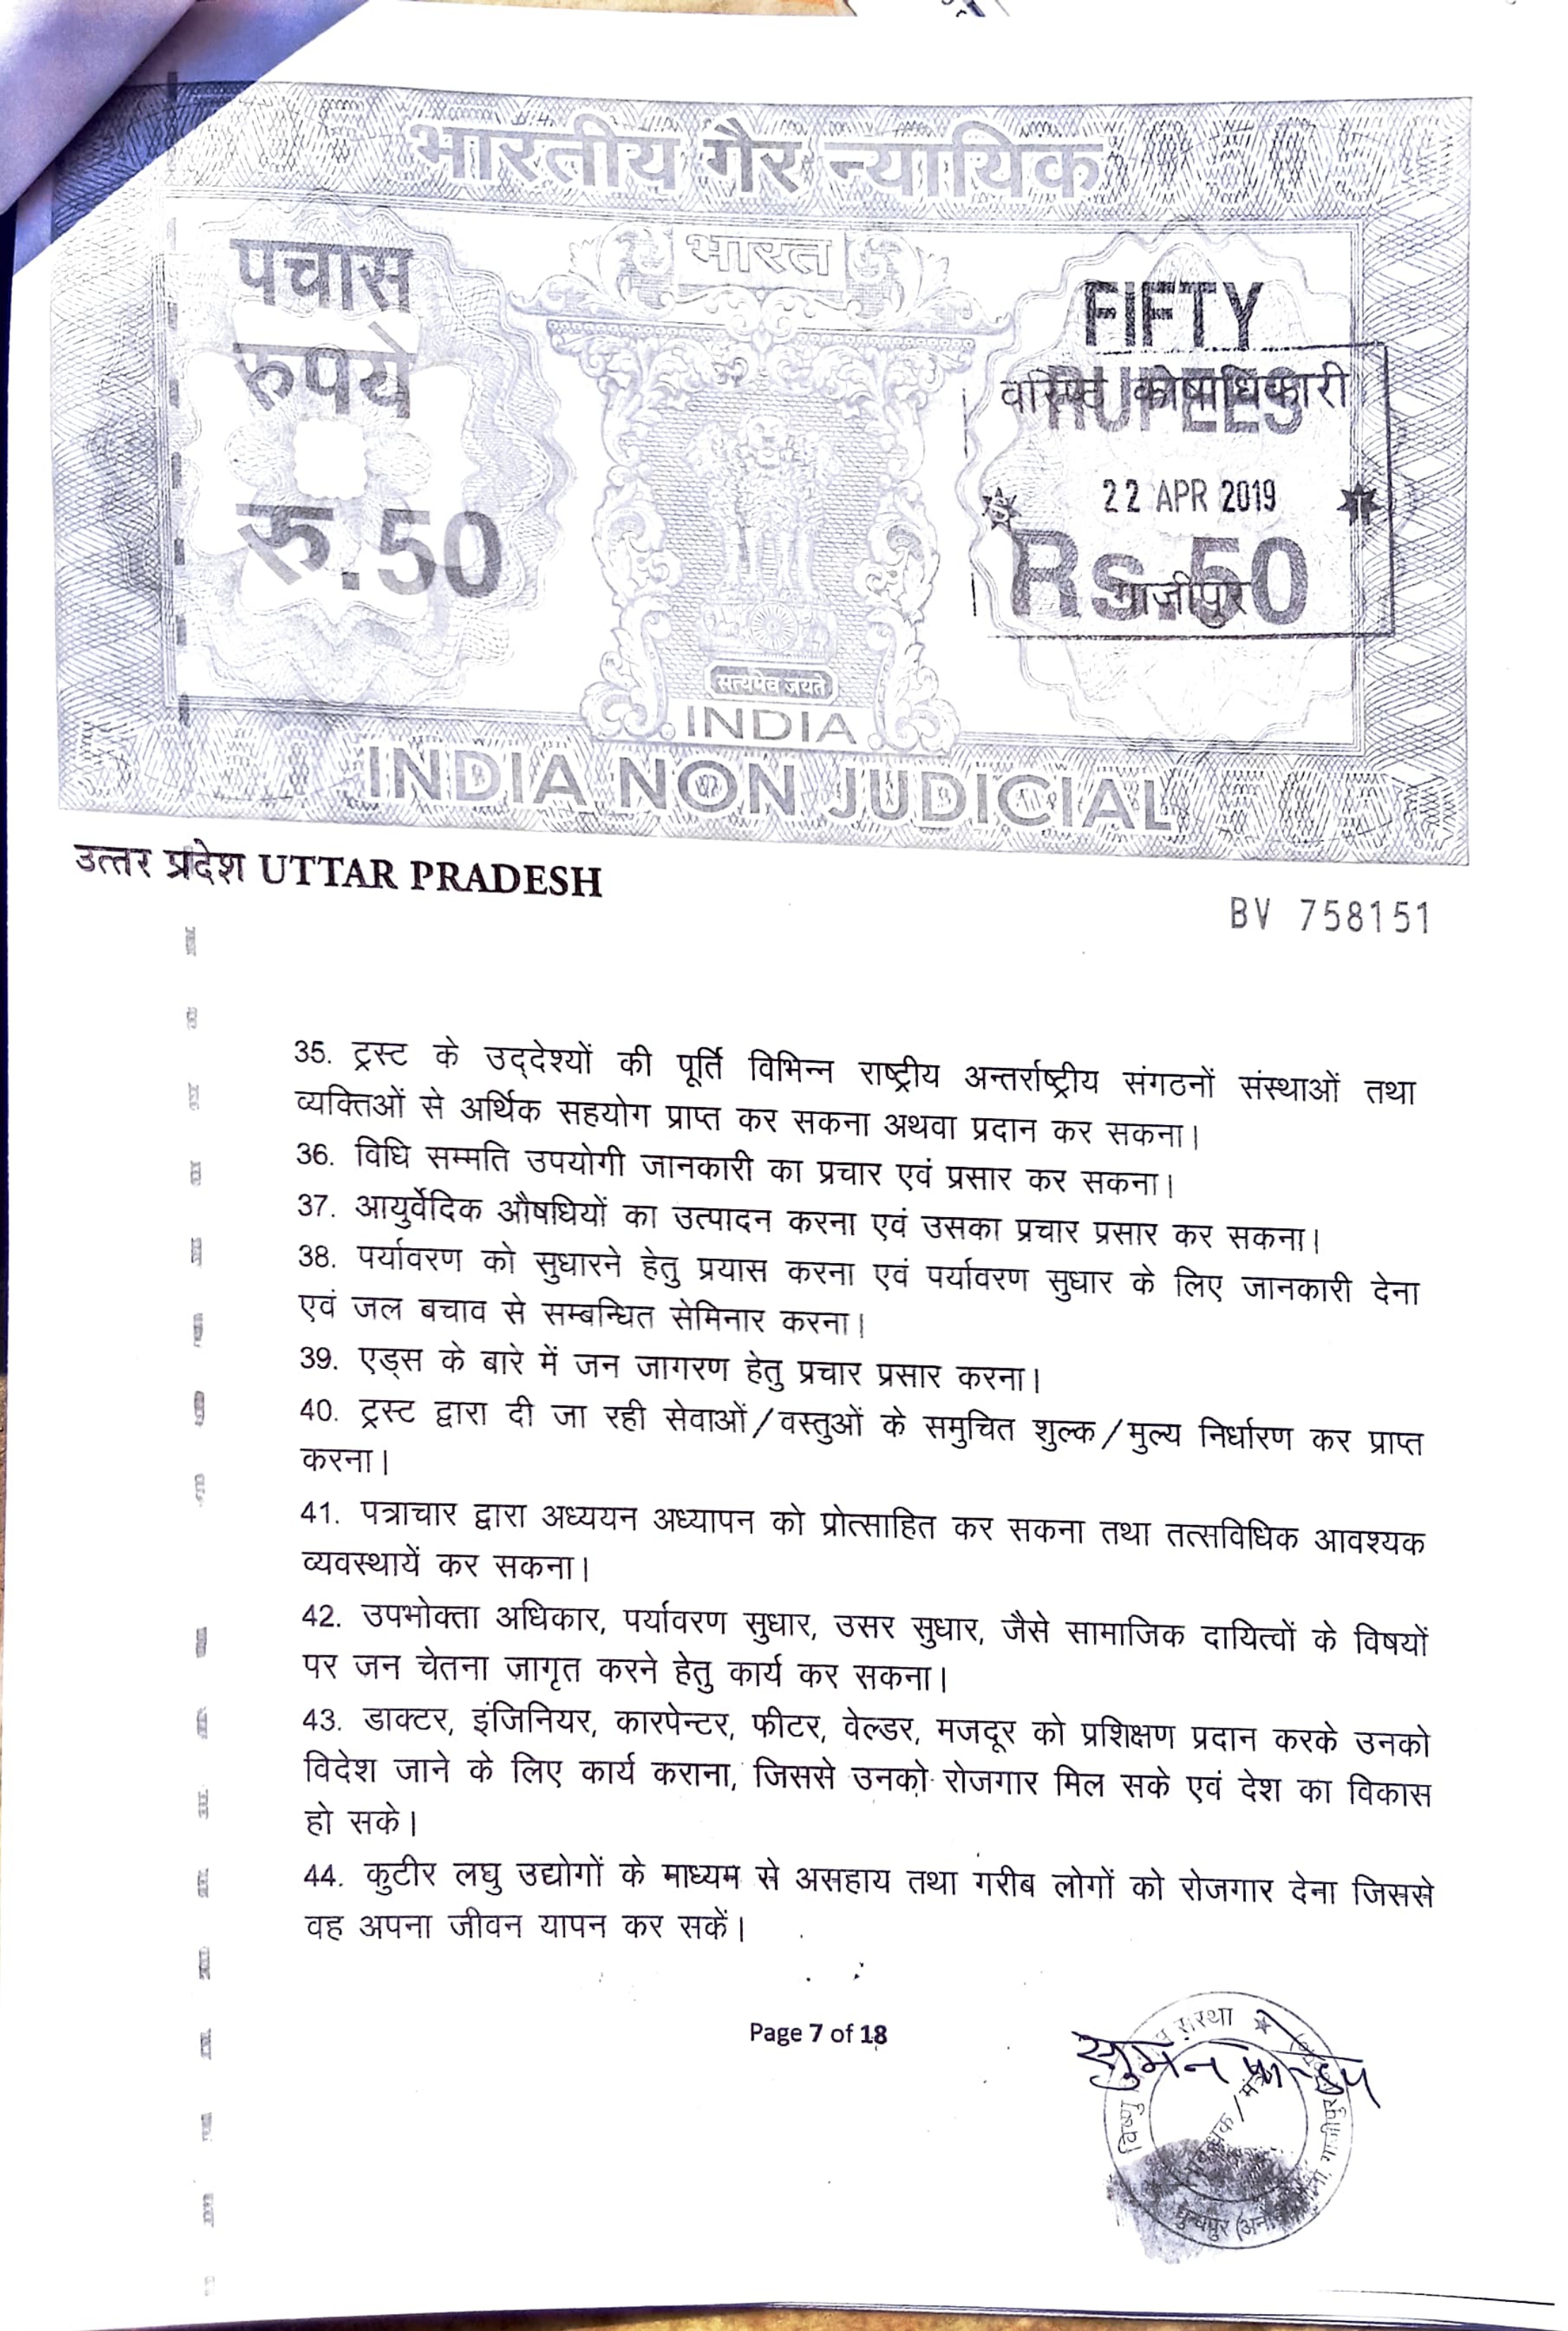 भारतीय गैर न्यायिक
भारत
पचास
रुपये
रु.50
FIFTY
RUPEES
Rs.50
वरिष्ठ कोषाधिकारी
22 APR 2019
गाजीपुर
सत्यमेव जयते
INDIA
INDIA NON JUDICIAL
उत्तर प्रदेश UTTAR PRADESH
BV 758151
35. ट्रस्ट के उद्देश्यों की पूर्ति विभिन्न राष्ट्रीय अन्तर्राष्ट्रीय संगठनों संस्थाओं तथा
व्यक्तिओं से अर्थिक सहयोग प्राप्त कर सकना अथवा प्रदान कर सकना।
36. विधि सम्मति उपयोगी जानकारी का प्रचार एवं प्रसार कर सकना।
37. आयुर्वेदिक औषधियों का उत्पादन करना एवं उसका प्रचार प्रसार कर सकना।
38. पर्यावरण को सुधारने हेतु प्रयास करना एवं पर्यावरण सुधार के लिए जानकारी देना
एवं जल बचाव से सम्बन्धित सेमिनार करना।
39. एड्स के बारे में जन जागरण हेतु प्रचार प्रसार करना।
40. ट्रस्ट द्वारा दी जा रही सेवाओं/वस्तुओं के समुचित शुल्क/मुल्य निर्धारण कर प्राप्त
करना।
41. पत्राचार द्वारा अध्ययन अध्यापन को प्रोत्साहित कर सकना तथा तत्सविधिक आवश्यक
व्यवस्थायें कर सकना।
42. उपभोक्ता अधिकार, पर्यावरण सुधार, उसर सुधार, जैसे सामाजिक दायित्वों के विषयों
पर जन चेतना जागृत करने हेतु कार्य कर सकना।
43. डाक्टर, इंजिनियर, कारपेन्टर, फीटर, वेल्डर, मजदूर को प्रशिक्षण प्रदान करके उनको
विदेश जाने के लिए कार्य कराना, जिससे उनको रोजगार मिल सके एवं देश का विकास
हो सके।
44. कुटीर लघु उद्योगों के माध्यम से असहाय तथा गरीब लोगों को रोजगार देना जिससे
वह अपना जीवन यापन कर सकें।
Page 7 of 18
सुमन
विष्णु
संस्था
गाजीपुर